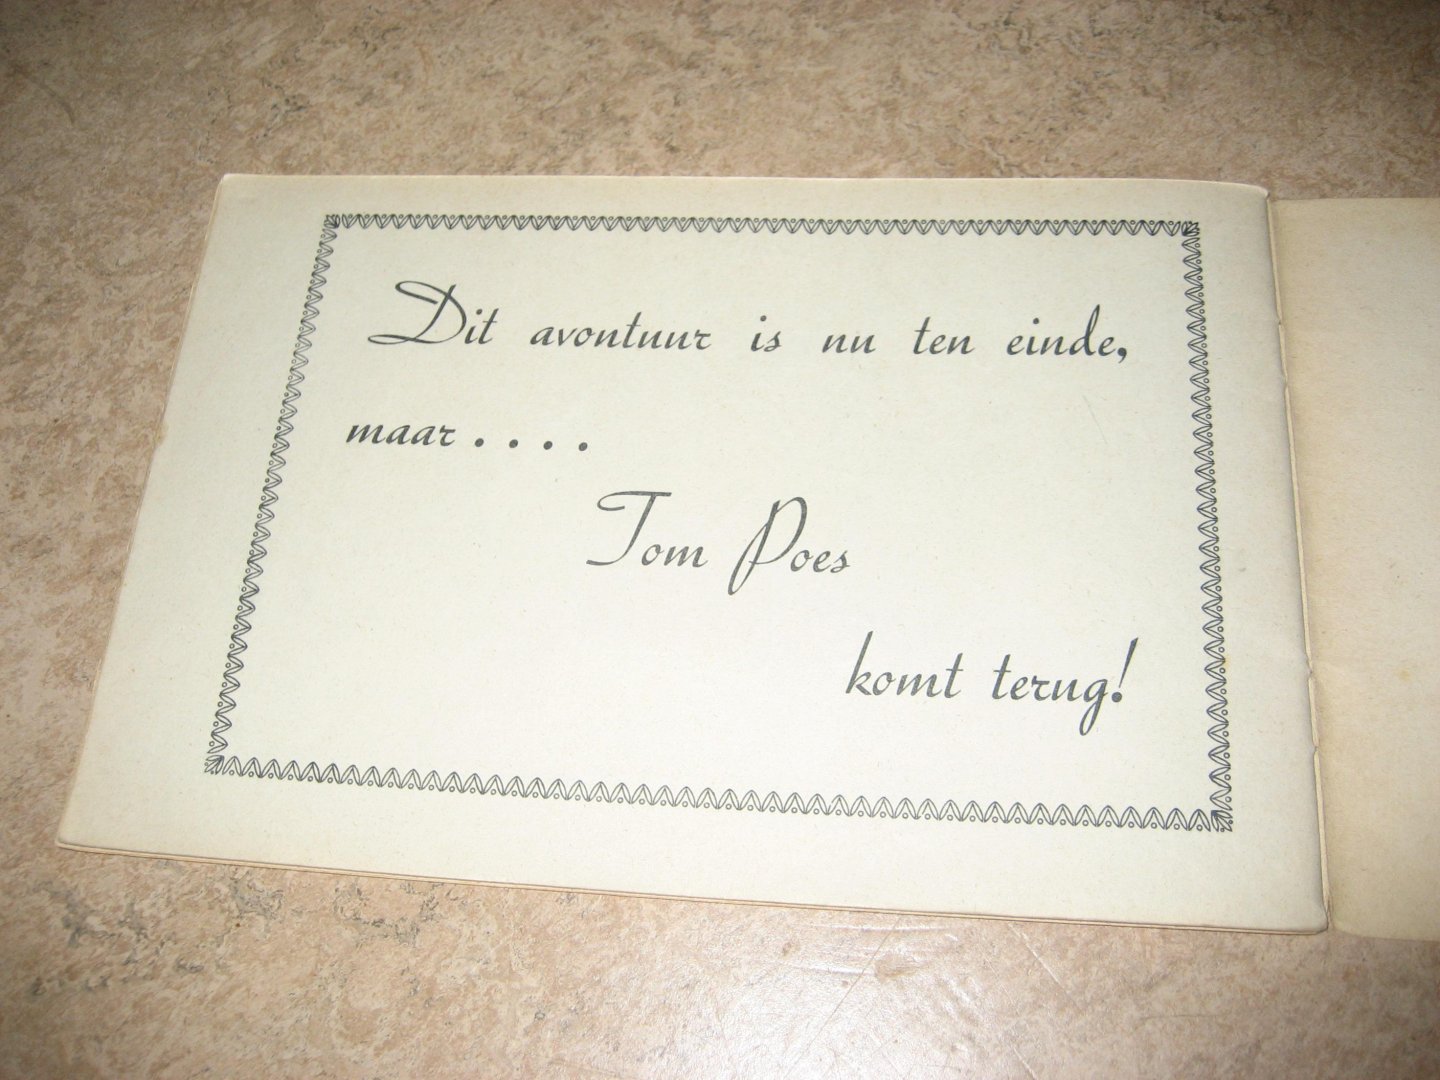 Dit avontuur is nu ten einde,
maar....
Tom Poes
komt terug!